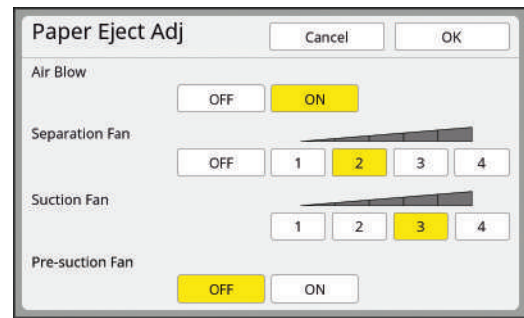 Paper Eject Adj Cancel OK
Air Blow
OFF ON
Separation Fan
OFF 1 2 3 4
Suction Fan
1 2 3 4
Pre-suction Fan
OFF ON